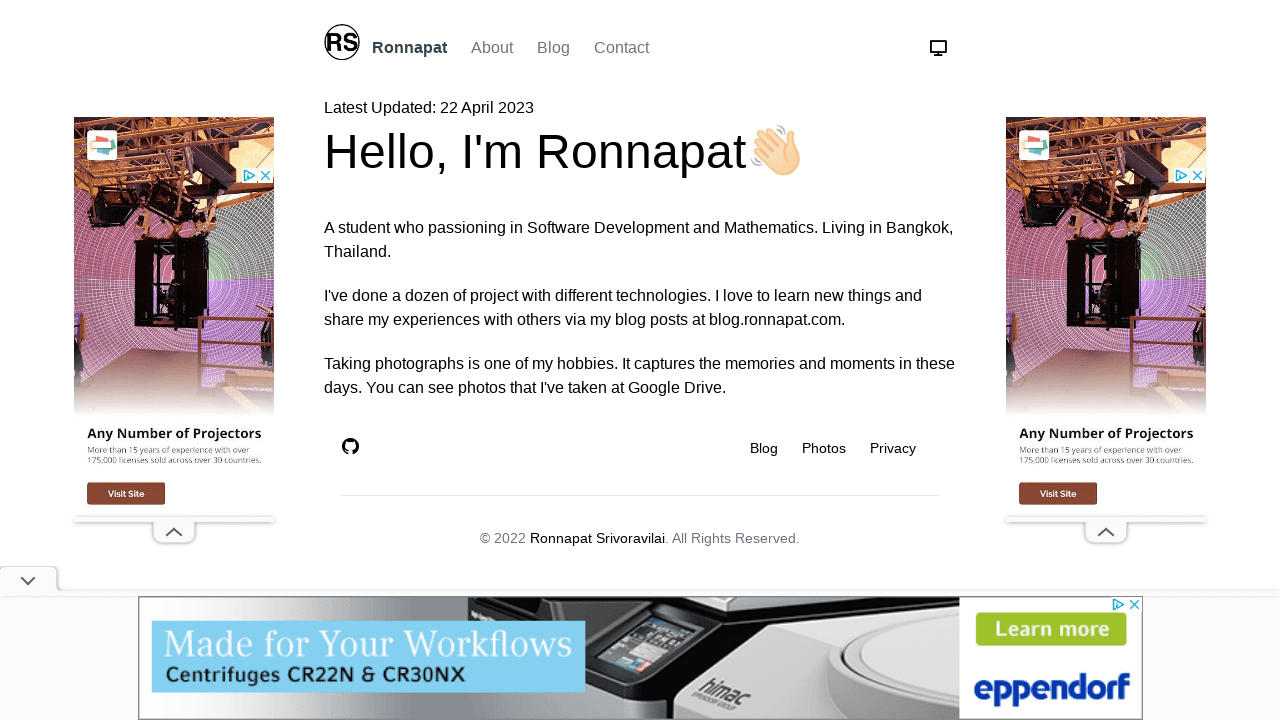 RS Ronnapat About Blog Contact
Latest Updated: 22 April 2023
Hello, I'm Ronnapat
A student who passioning in Software Development and Mathematics. Living in Bangkok,
Thailand.
I've done a dozen of project with different technologies. I love to learn new things and
share my experiences with others via my blog posts at blog.ronnapat.com.
Taking photographs is one of my hobbies. It captures the memories and moments in these
days. You can see photos that I've taken at Google Drive.
Blog Photos Privacy
© 2022 Ronnapat Srivoravilai. All Rights Reserved.
Any Number of Projectors
More than 15 years of experience with over
175,000 licenses sold across over 30 countries.
Visit Site
Any Number of Projectors
More than 15 years of experience with over
175,000 licenses sold across over 30 countries.
Visit Site
Made for Your Workflows
Centrifuges CR22N & CR30NX
himac
EPPENDORF GROUP
Learn more
eppendorf